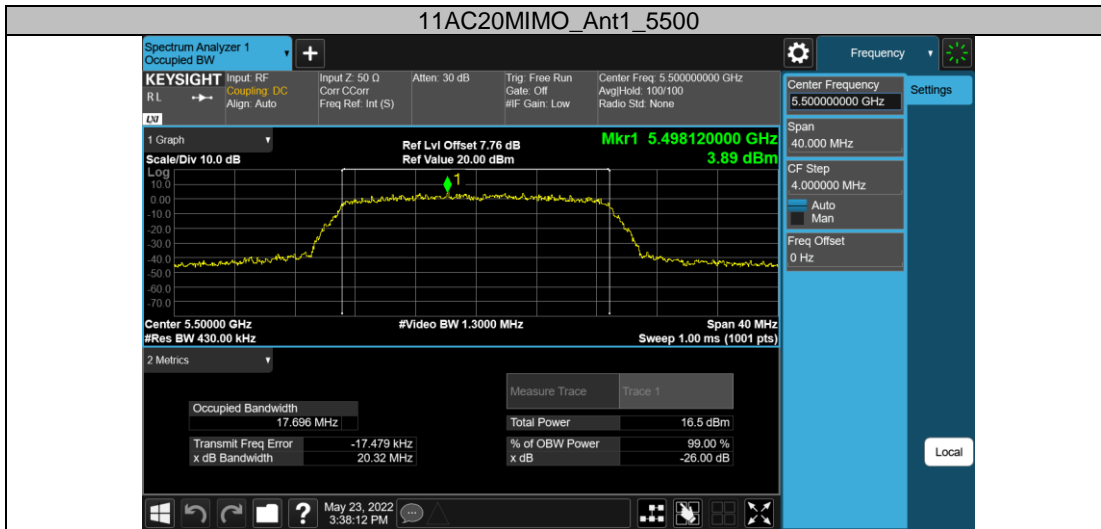 11AC20MIMO_Ant1_5500
Spectrum Analyzer 1
Occupied BW
Frequency
KEYSIGHT
RL
LXI
Input: RF
Coupling: DC
Align: Auto
Input Z: 50 Ω
Corr CCorr
Freq Ref: Int (S)
Atten: 30 dB
Trig: Free Run
Gate: Off
#IF Gain: Low
Center Freq: 5.500000000 GHz
Avg|Hold: 100/100
Radio Std: None
Center Frequency
5.500000000 GHz
Settings
Span
40.000 MHz
CF Step
4.000000 MHz
Auto
Man
Freq Offset
0 Hz
Local
1 Graph
Scale/Div 10.0 dB
Ref Lvl Offset 7.76 dB
Ref Value 20.00 dBm
Mkr1 5.498120000 GHz
3.89 dBm
Log
10.0
0.00
-10.0
-20.0
-30.0
-40.0
-50.0
-60.0
-70.0
1
Center 5.50000 GHz
#Res BW 430.00 kHz
#Video BW 1.3000 MHz
Span 40 MHz
Sweep 1.00 ms (1001 pts)
2 Metrics
Measure Trace Trace 1
Occupied Bandwidth
17.696 MHz
Total Power 16.5 dBm
Transmit Freq Error -17.479 kHz
% of OBW Power 99.00 %
x dB Bandwidth 20.32 MHz
x dB -26.00 dB
?
May 23, 2022
3:38:12 PM